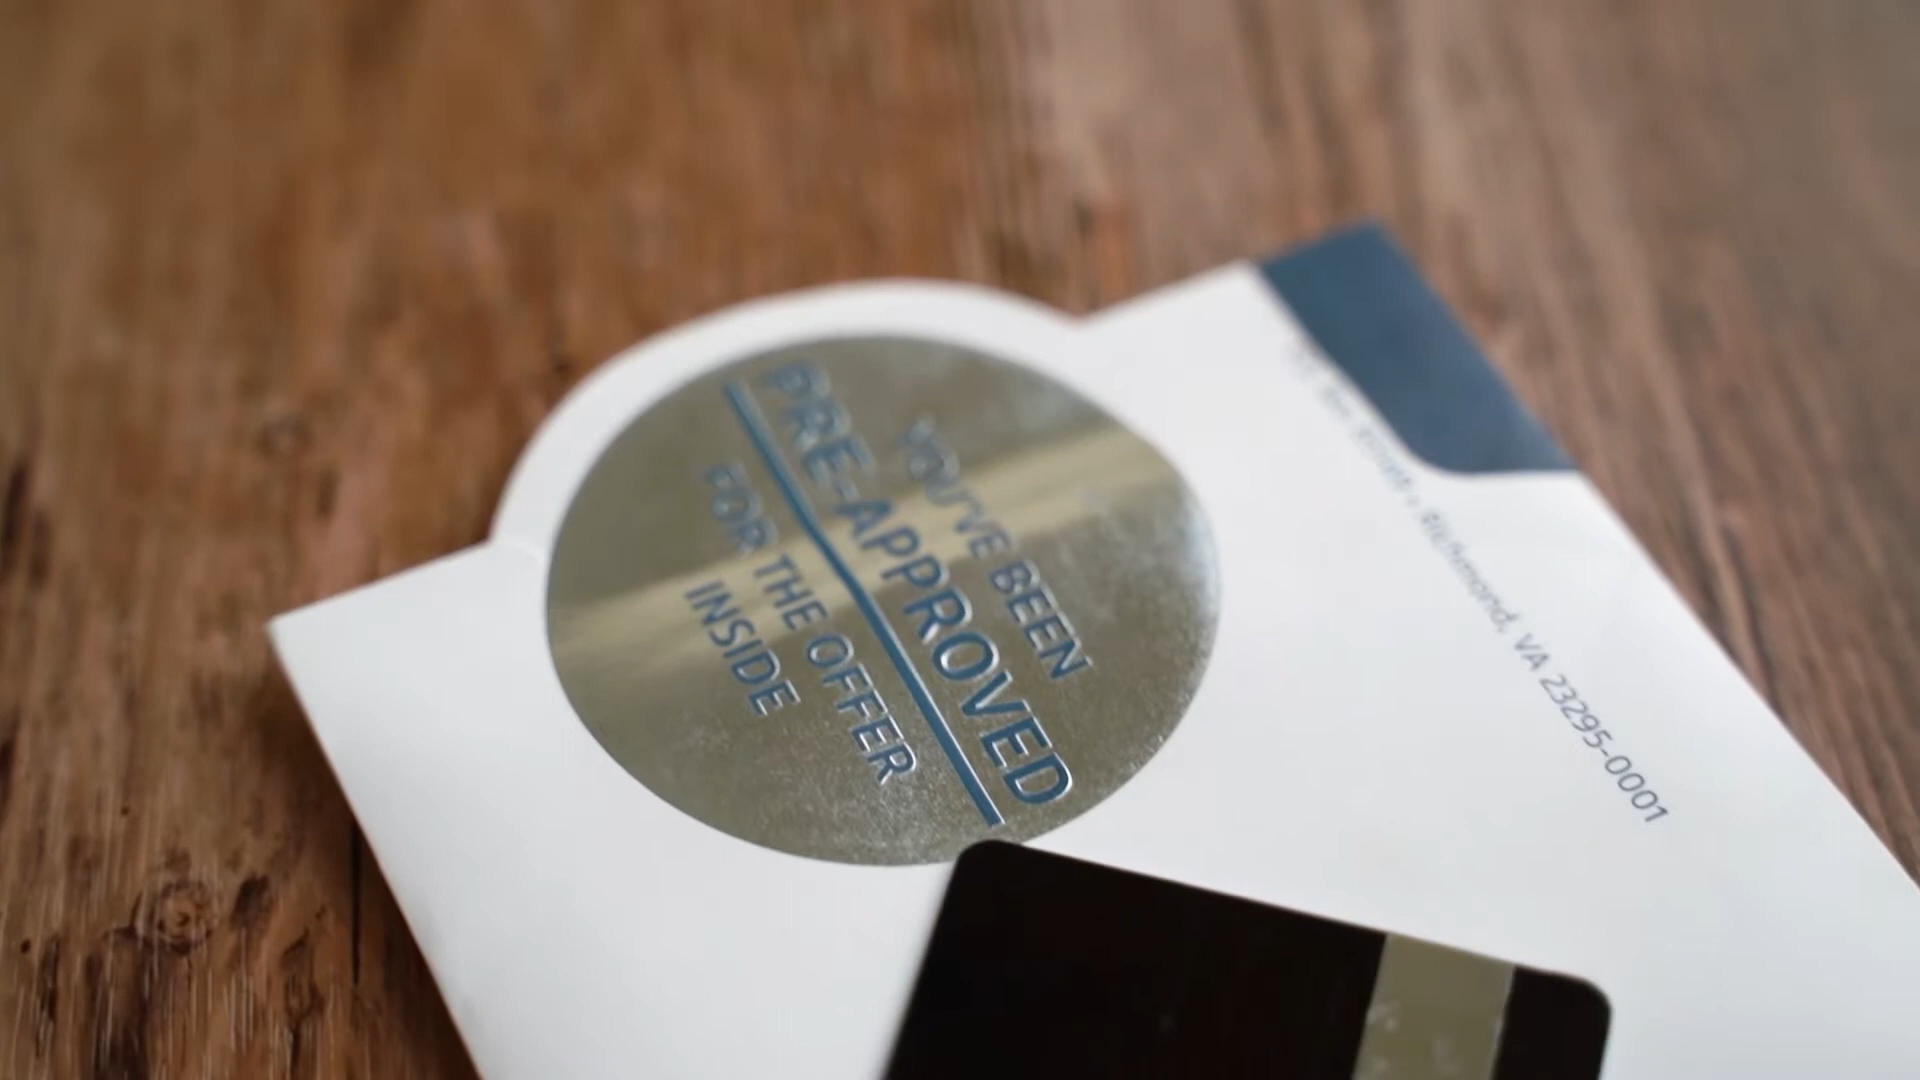 YOU'VE BEEN
PRE-APPROVED
FOR THE OFFER
INSIDE
Richmond, VA 23295-0001